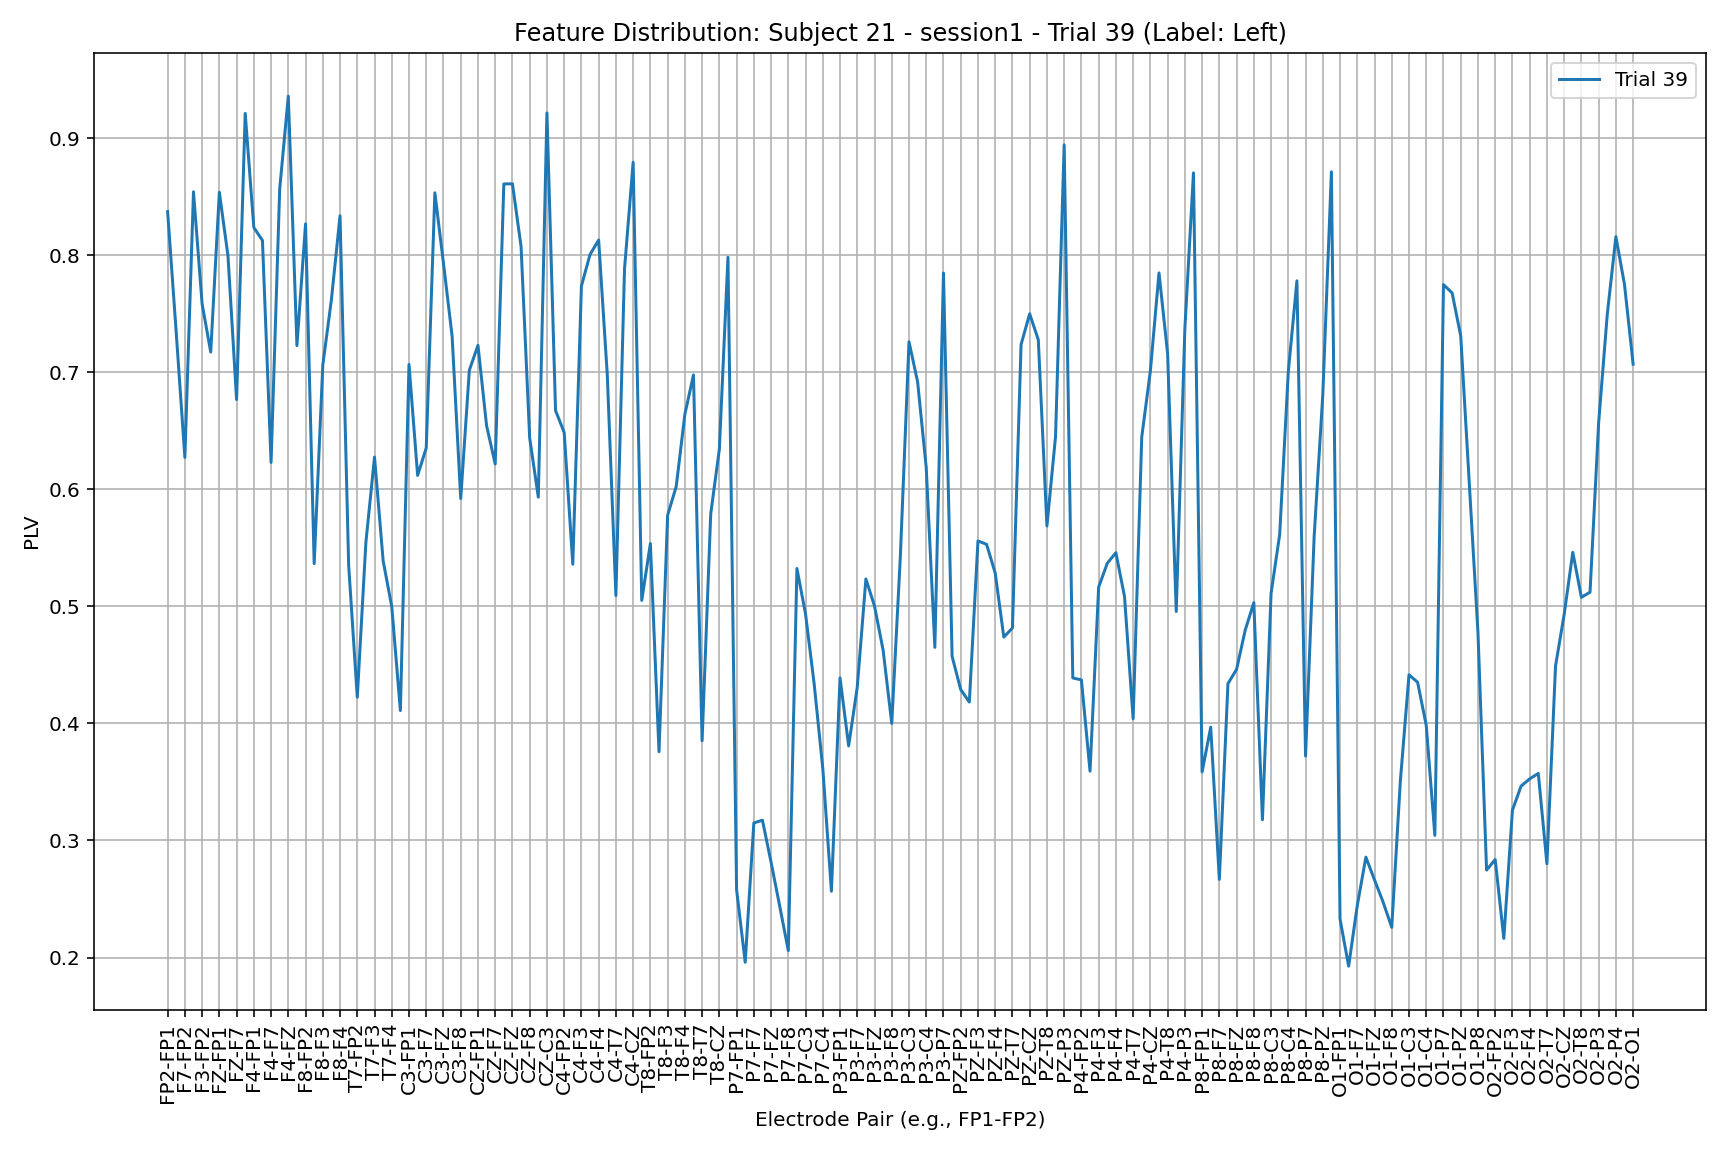 Feature Distribution: Subject 21 - session1 - Trial 39 (Label: Left)
Trial 39
PLV
0.9
0.8
0.7
0.6
0.5
0.4
0.3
0.2
FP2-FP1
F7-FP2
F3-FP2
FZ-FP1
FZ-F7
F4-FP1
F4-F7
F4-FZ
F8-FP2
F8-F3
F8-F4
T7-FP2
T7-F3
T7-F4
C3-FP1
C3-F7
C3-FZ
C3-F8
CZ-FP1
CZ-F7
CZ-FZ
CZ-F8
CZ-C3
C4-FP2
C4-F3
C4-F4
C4-T7
C4-CZ
T8-FP2
T8-F3
T8-F4
T8-T7
T8-CZ
P7-FP1
P7-F7
P7-FZ
P7-F8
P7-C3
P7-C4
P3-FP1
P3-F7
P3-FZ
P3-F8
P3-C3
P3-C4
P3-P7
PZ-FP2
PZ-F3
PZ-F4
PZ-T7
PZ-CZ
PZ-T8
PZ-P3
P4-FP2
P4-F3
P4-F4
P4-T7
P4-CZ
P4-T8
P4-P3
P8-FP1
P8-F7
P8-FZ
P8-F8
P8-C3
P8-C4
P8-P7
P8-PZ
O1-FP1
O1-F7
O1-FZ
O1-F8
O1-C3
O1-C4
O1-P7
O1-PZ
O1-P8
O2-FP2
O2-F3
O2-F4
O2-T7
O2-CZ
O2-T8
O2-P3
O2-P4
O2-O1
Electrode Pair (e.g., FP1-FP2)